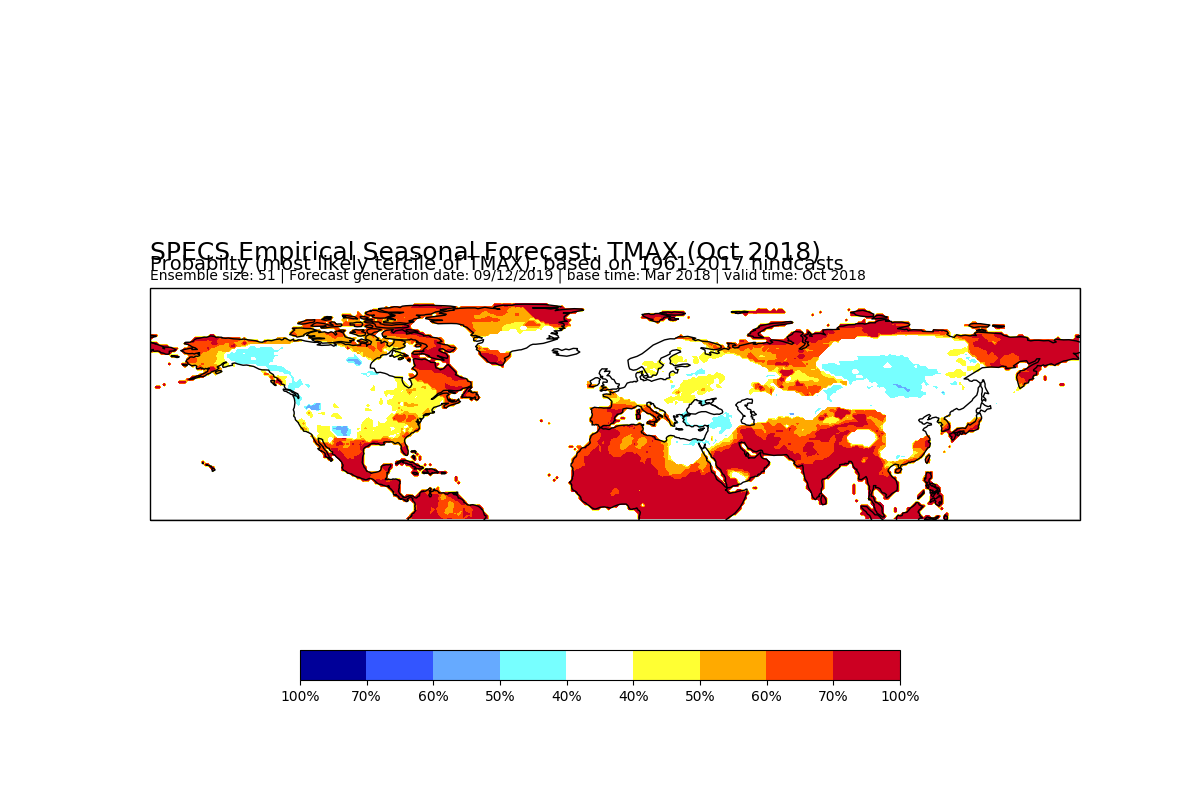 SPECS Empirical Seasonal Forecast: TMAX (Oct 2018)
Probabilty (most likely tercile of TMAX), based on 1961-2017 hindcasts
Ensemble size: 51 | Forecast generation date: 09/12/2019 | base time: Mar 2018 | valid time: Oct 2018
100% 70% 60% 50% 40% 40% 50% 60% 70% 100%